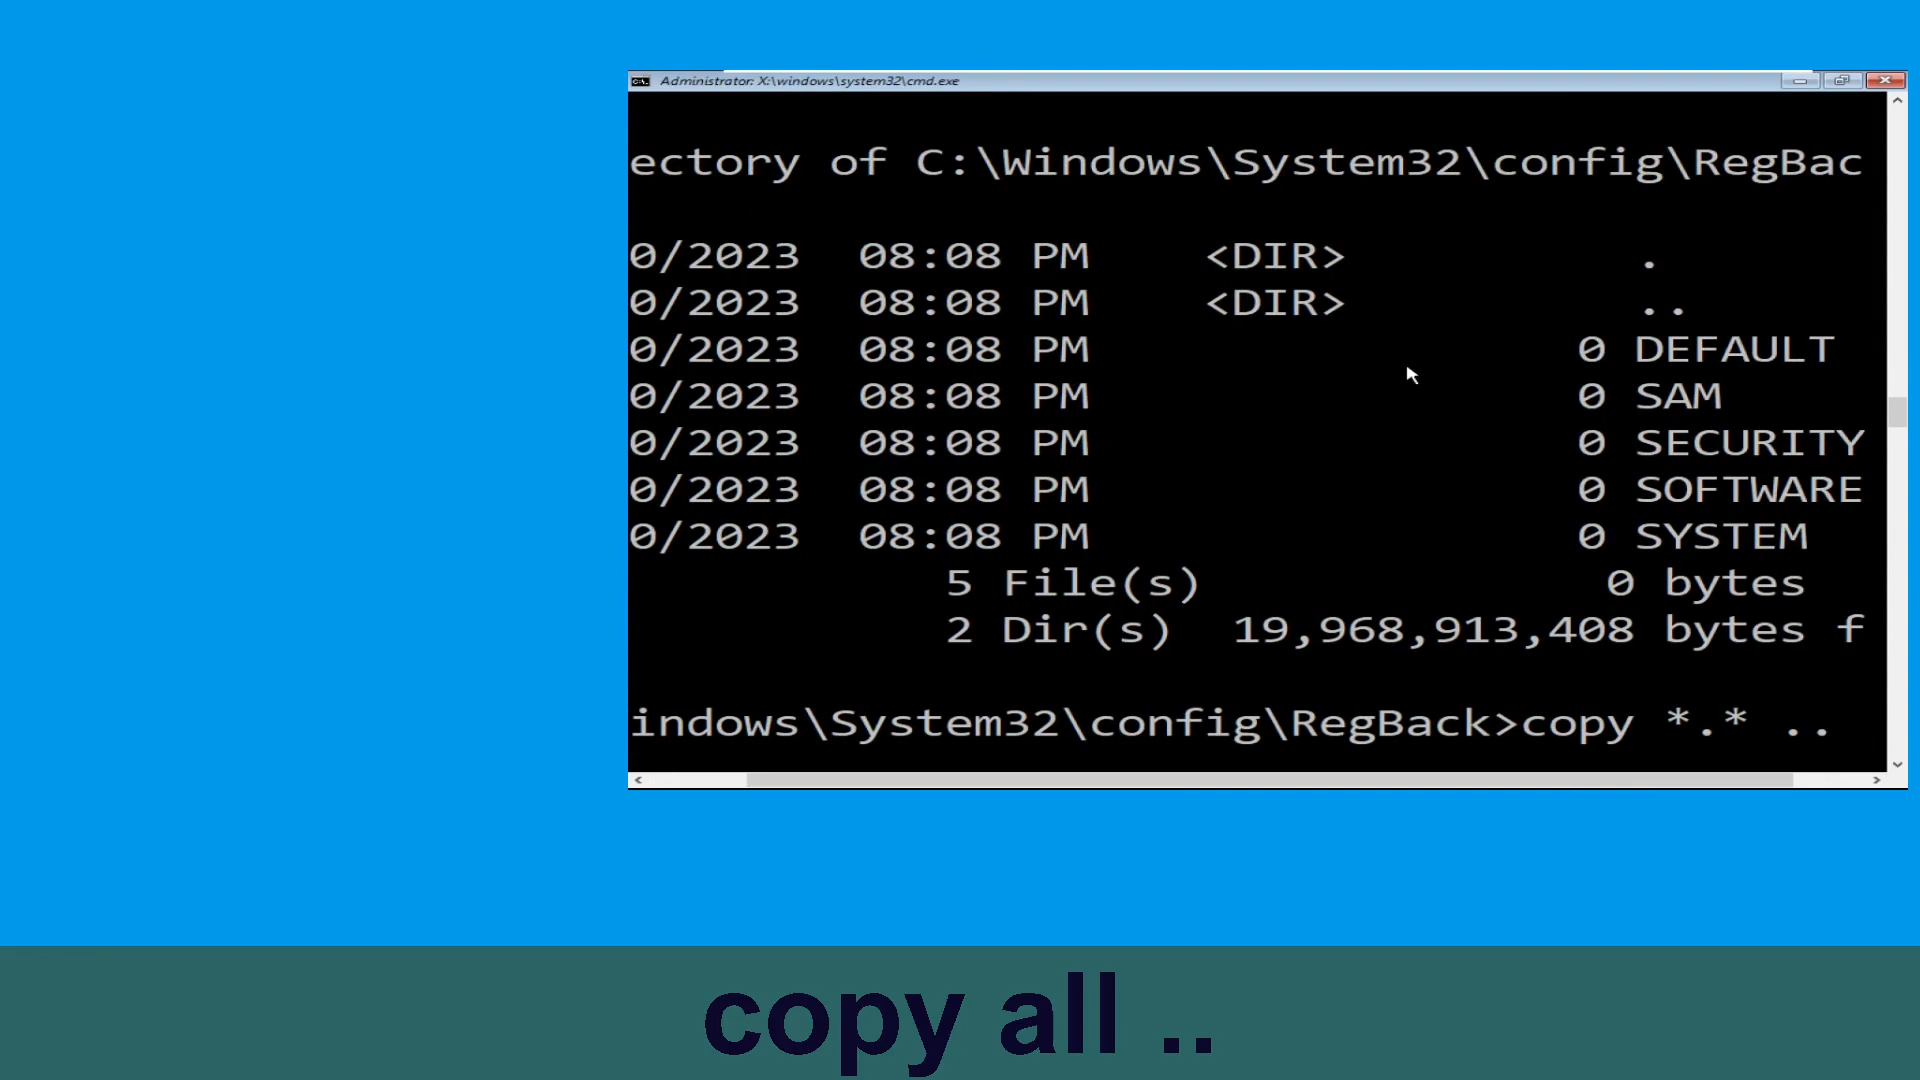 Administrator: X:\windows\system32\cmd.exe
ectory of C:\Windows\System32\config\RegBac
0/2023 08:08 PM <DIR> .
0/2023 08:08 PM <DIR> ..
0/2023 08:08 PM 0 DEFAULT
0/2023 08:08 PM 0 SAM
0/2023 08:08 PM 0 SECURITY
0/2023 08:08 PM 0 SOFTWARE
0/2023 08:08 PM 0 SYSTEM
5 File(s) 0 bytes
2 Dir(s) 19,968,913,408 bytes f
indows\System32\config\RegBack>copy *.* ..
copy all ..